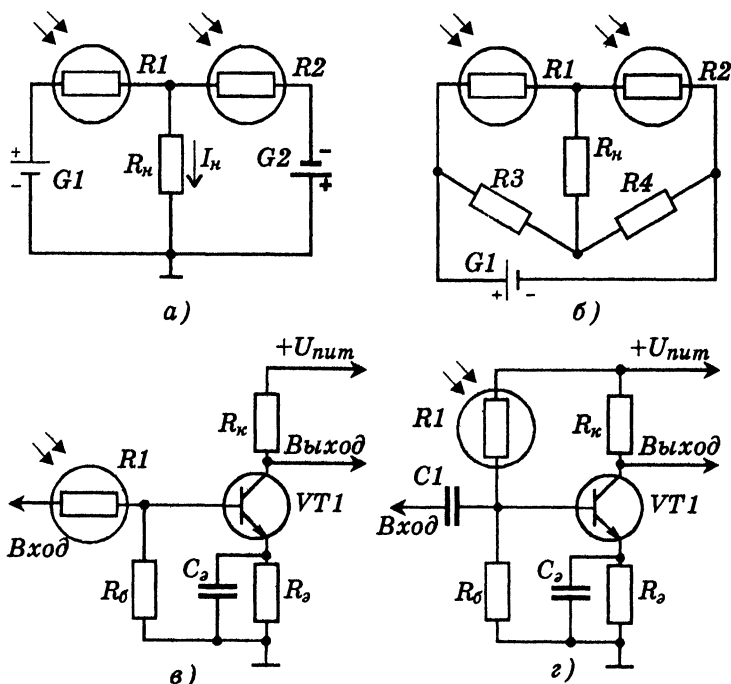 R1
R2
Rн
Iн
G1
G2
-
+
+
-
а)
R1
R2
Rн
R3
R4
G1
+ -
б)
+Uпит
Rк
Выход
R1
VT1
Вход
Rб
Cэ
Rэ
в)
+Uпит
R1
Rк
Выход
C1
VT1
Вход
Rб
Cэ
Rэ
г)